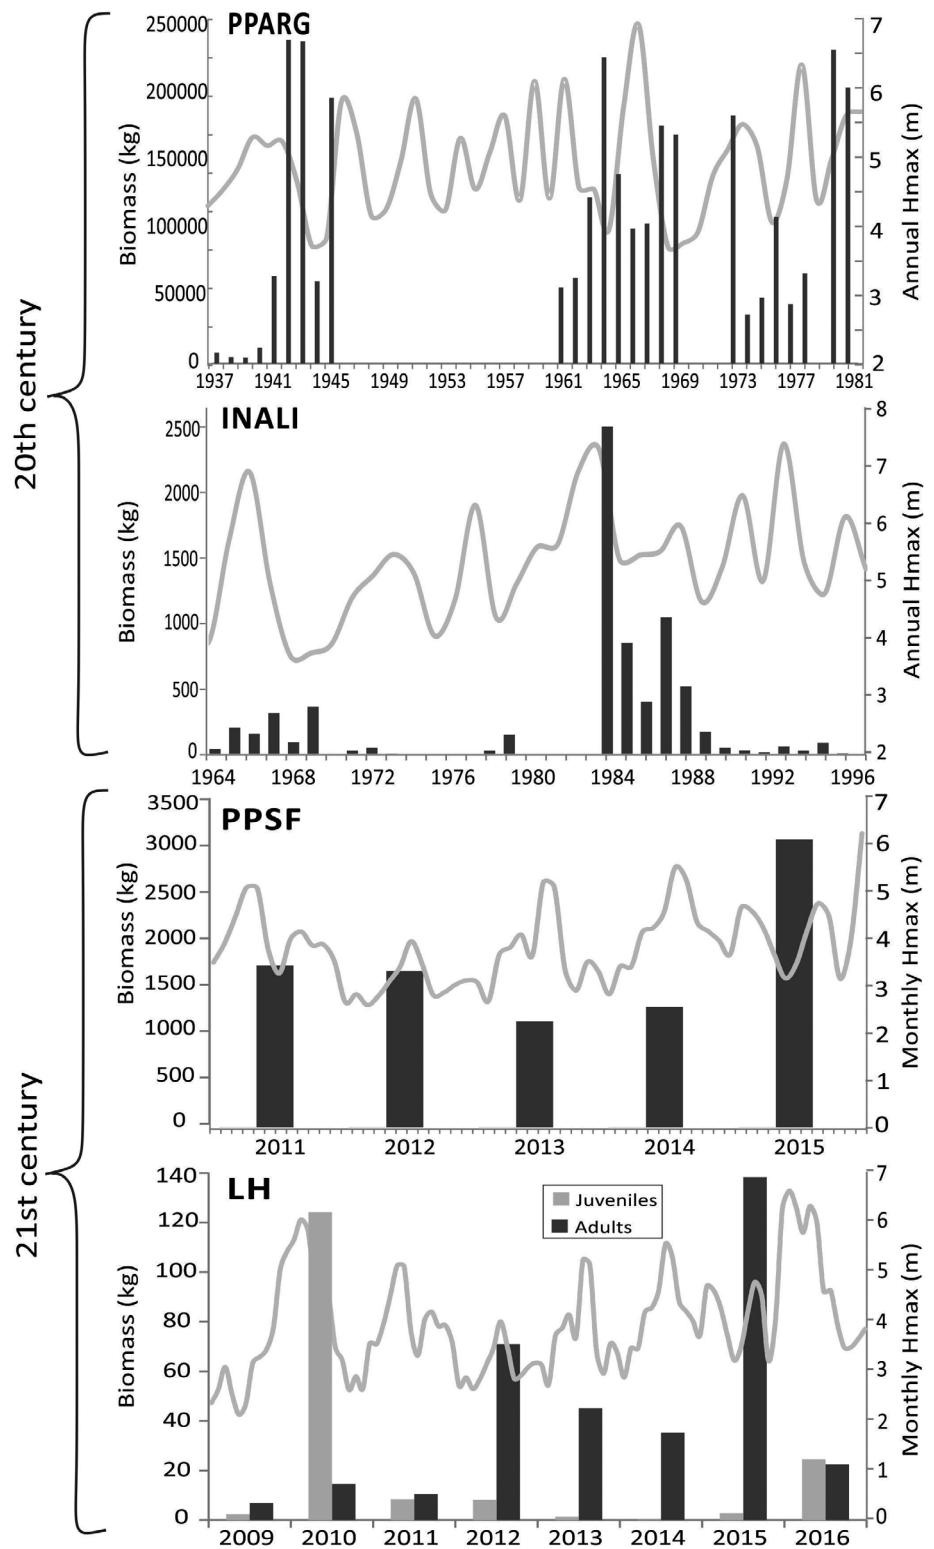 20th century
PPARG
Biomass (kg)
250000
200000
150000
100000
50000
0
7
6
5
4
3
2
Annual Hmax (m)
1937 1941 1945 1949 1953 1957 1961 1965 1969 1973 1977 1981
INALI
Biomass (kg)
2500
2000
1500
1000
500
0
8
7
6
5
4
3
2
Annual Hmax (m)
1964 1968 1972 1976 1980 1984 1988 1992 1996
21st century
PPSF
Biomass (kg)
3500
3000
2500
2000
1500
1000
500
0
7
6
5
4
3
2
1
0
Monthly Hmax (m)
2011 2012 2013 2014 2015
LH
Juveniles
Adults
Biomass (kg)
140
120
100
80
60
40
20
0
7
6
5
4
3
2
1
0
Monthly Hmax (m)
2009 2010 2011 2012 2013 2014 2015 2016